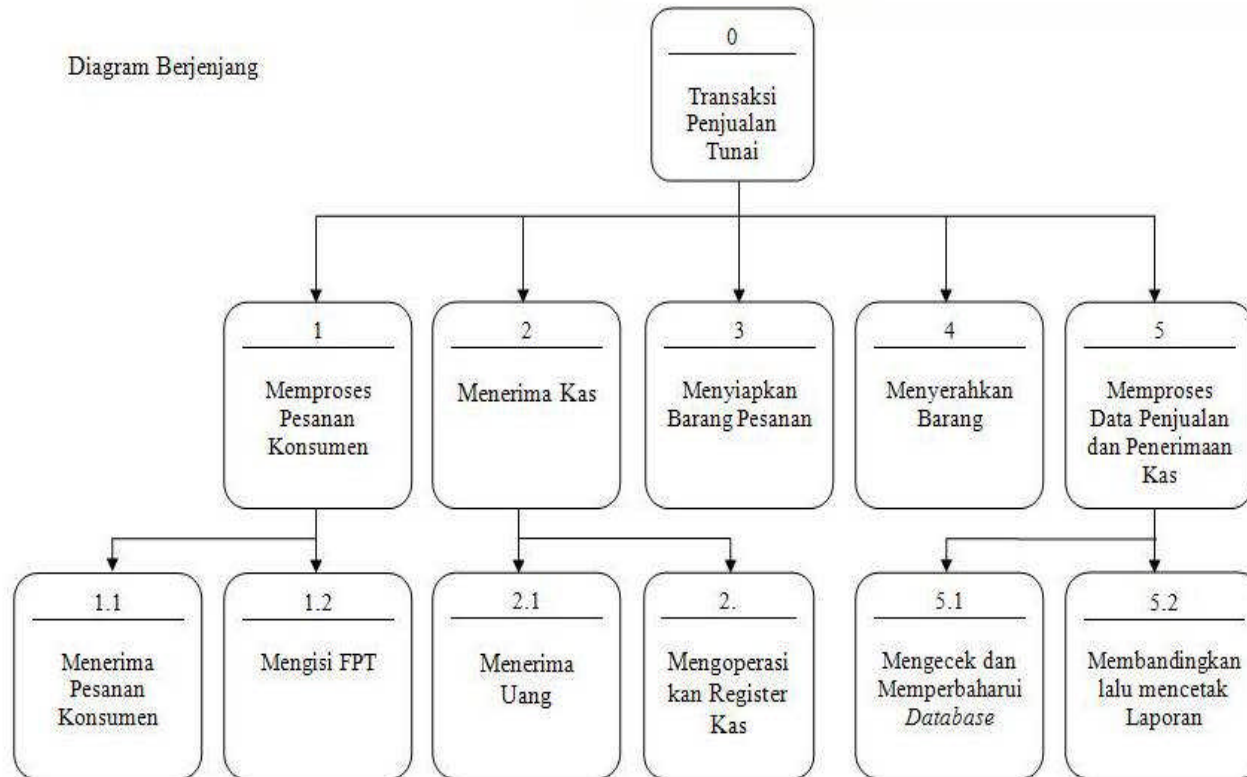 Diagram Berjenjang
0
Transaksi
Penjualan
Tunai
1
Memproses
Pesanan
Konsumen
2
Menerima Kas
3
Menyiapkan
Barang Pesanan
4
Menyerahkan
Barang
5
Memproses
Data Penjualan
dan Penerimaan
Kas
1.1
Menerima
Pesanan
Konsumen
1.2
Mengisi FPT
2.1
Menerima
Uang
2.
Mengoperasi
kan Register
Kas
5.1
Mengecek dan
Memperbaharui
Database
5.2
Membandingkan
lalu mencetak
Laporan